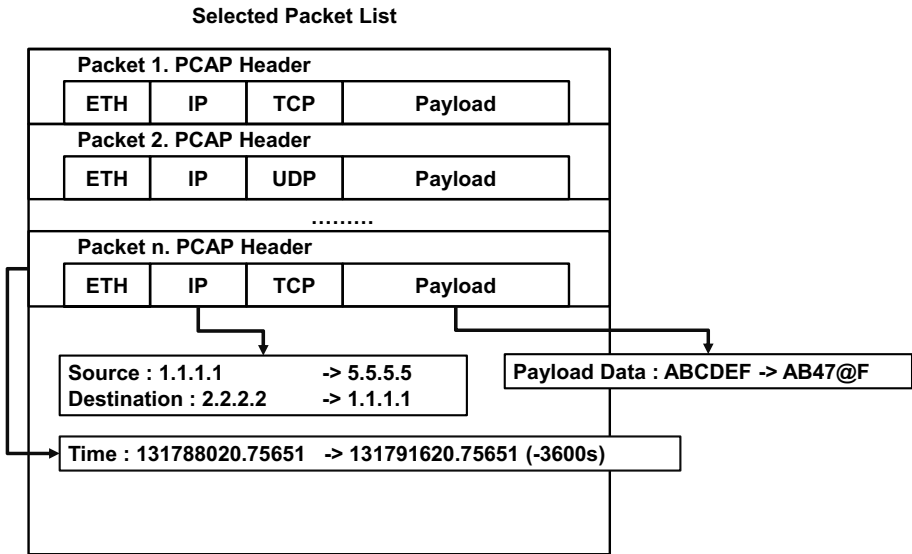 Selected Packet List
Packet 1. PCAP Header
ETH IP TCP Payload
Packet 2. PCAP Header
ETH IP UDP Payload
.........
Packet n. PCAP Header
ETH IP TCP Payload
Source : 1.1.1.1 -> 5.5.5.5
Destination : 2.2.2.2 -> 1.1.1.1
Payload Data : ABCDEF -> AB47@F
Time : 131788020.75651 -> 131791620.75651 (-3600s)